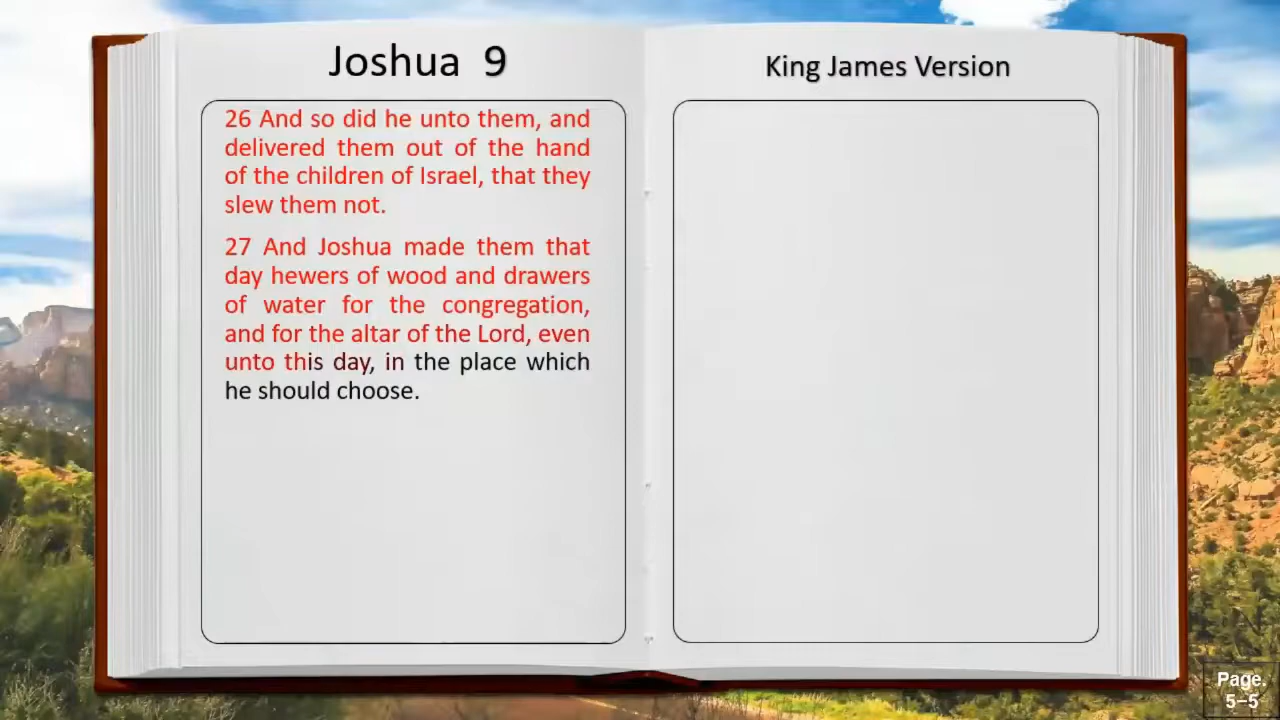 Joshua 9
26 And so did he unto them, and
delivered them out of the hand
of the children of Israel, that they
slew them not.
27 And Joshua made them that
day hewers of wood and drawers
of water for the congregation,
and for the altar of the Lord, even
unto this day, in the place which
he should choose.
King James Version
Page.
5-5